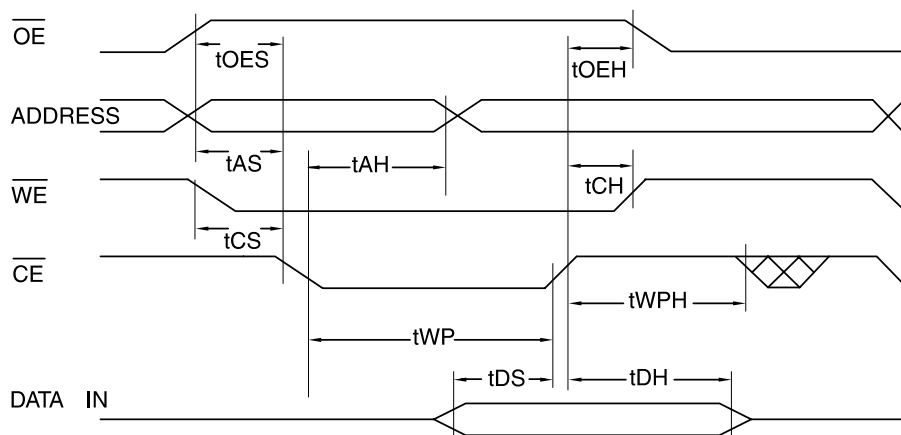 OE
tOES
tOEH
ADDRESS
tAS
tAH
tCH
WE
tCS
CE
tWPH
tWP
tDS
tDH
DATA IN